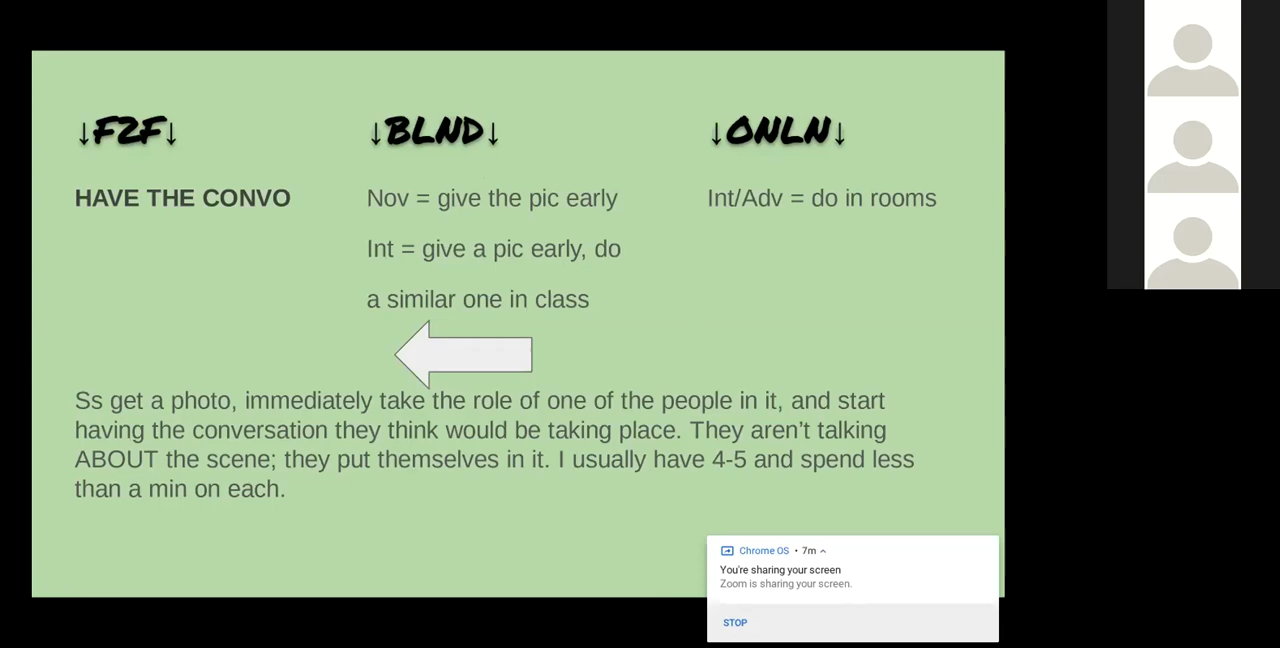 ↓F2F↓
↓BLND↓
↓ONLN↓
HAVE THE CONVO
Nov = give the pic early
Int/Adv = do in rooms
Int = give a pic early, do
a similar one in class
Ss get a photo, immediately take the role of one of the people in it, and start
having the conversation they think would be taking place. They aren’t talking
ABOUT the scene; they put themselves in it. I usually have 4-5 and spend less
than a min on each.
Chrome OS • 7m
You're sharing your screen
Zoom is sharing your screen.
STOP